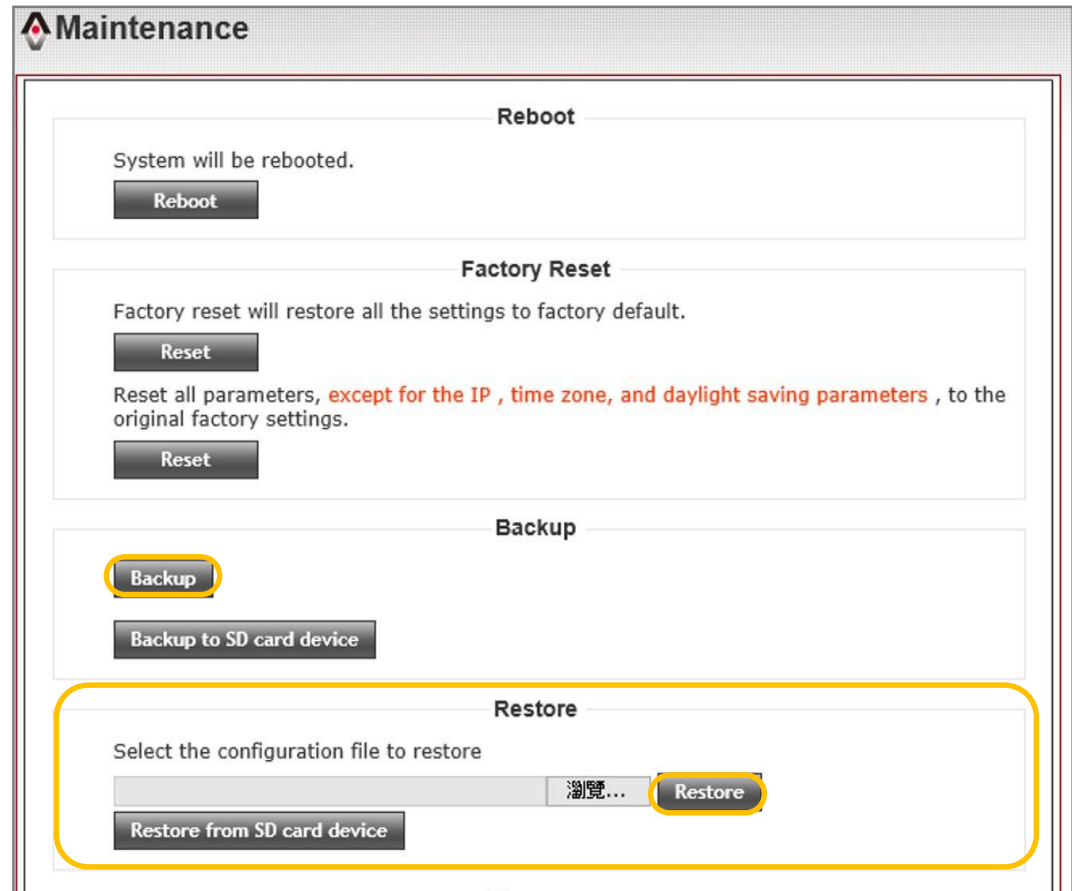 Maintenance
Reboot
System will be rebooted.
Reboot
Factory Reset
Factory reset will restore all the settings to factory default.
Reset
Reset all parameters, except for the IP , time zone, and daylight saving parameters , to the
original factory settings.
Reset
Backup
Backup
Backup to SD card device
Restore
Select the configuration file to restore
瀏覽... Restore
Restore from SD card device